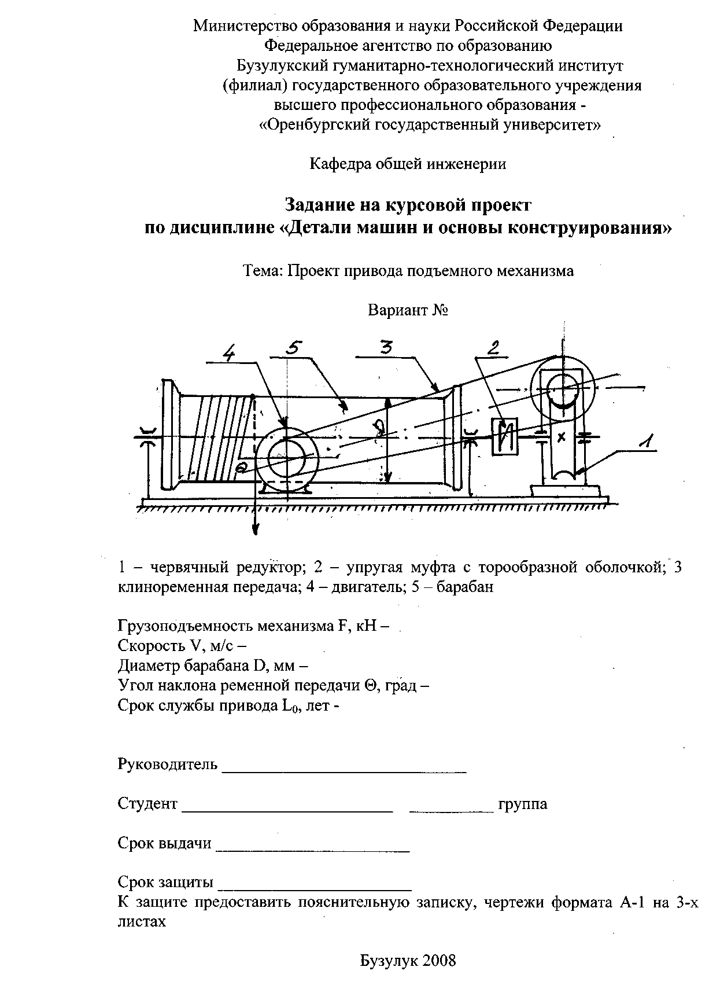 Министерство образования и науки Российской Федерации
Федеральное агентство по образованию
Бузулукский гуманитарно-технологический институт
(филиал) государственного образовательного учреждения
высшего профессионального образования -
«Оренбургский государственный университет»
Кафедра общей инженерии
Задание на курсовой проект
по дисциплине «Детали машин и основы конструирования»
Тема: Проект привода подъемного механизма
Вариант №
4 5 3 2
D
Θ
1
1 – червячный редуктор; 2 – упругая муфта с торообразной оболочкой; 3
клиноременная передача; 4 – двигатель; 5 – барабан
Грузоподъемность механизма F, кН –
Скорость V, м/с –
Диаметр барабана D, мм –
Угол наклона ременной передачи Θ, град –
Срок службы привода L₀, лет -
Руководитель ____________________________
Студент ________________________ __________ группа
Срок выдачи ______________________
Срок защиты ______________________
К защите предоставить пояснительную записку, чертежи формата А-1 на 3-х
листах
Бузулук 2008